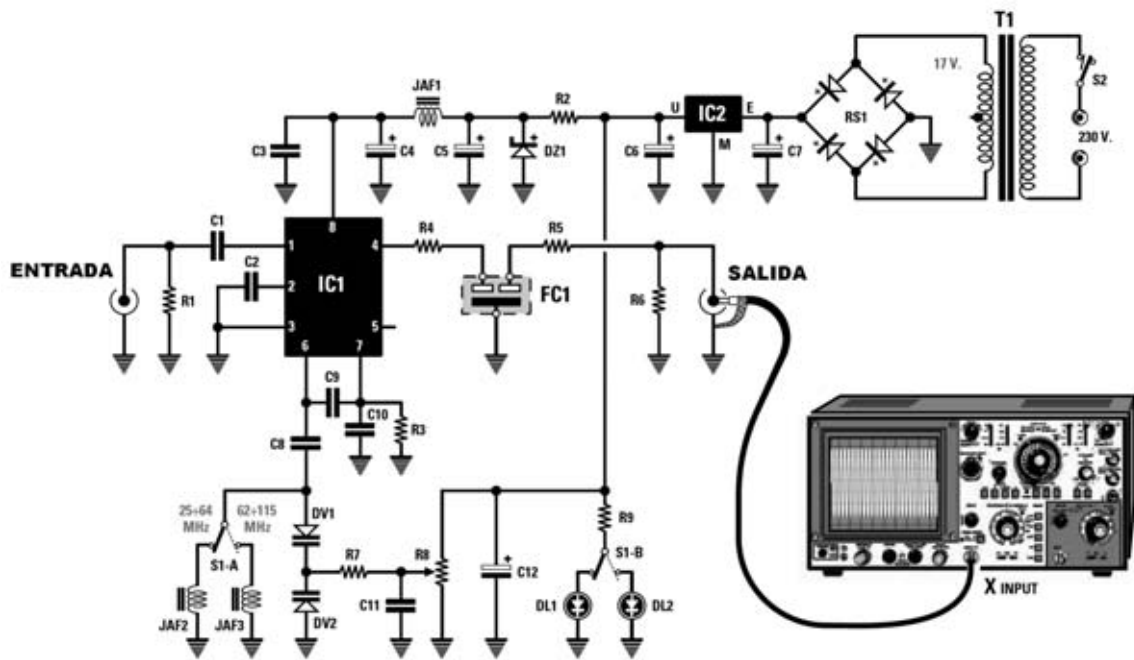 T1
17 V.
S2
230 V.
JAF1
R2
U
IC2
E
M
RS1
C3
C4
C5
DZ1
C6
C7
C1
8
R4
R5
ENTRADA
1
4
SALIDA
C2
2
IC1
R1
FC1
R6
3
5
6
7
C9
C10
R3
C8
25÷64
MHz
62÷115
MHz
DV1
S1-A
R7
R8
R9
C12
S1-B
C11
DL1
DL2
JAF2
JAF3
DV2
X INPUT